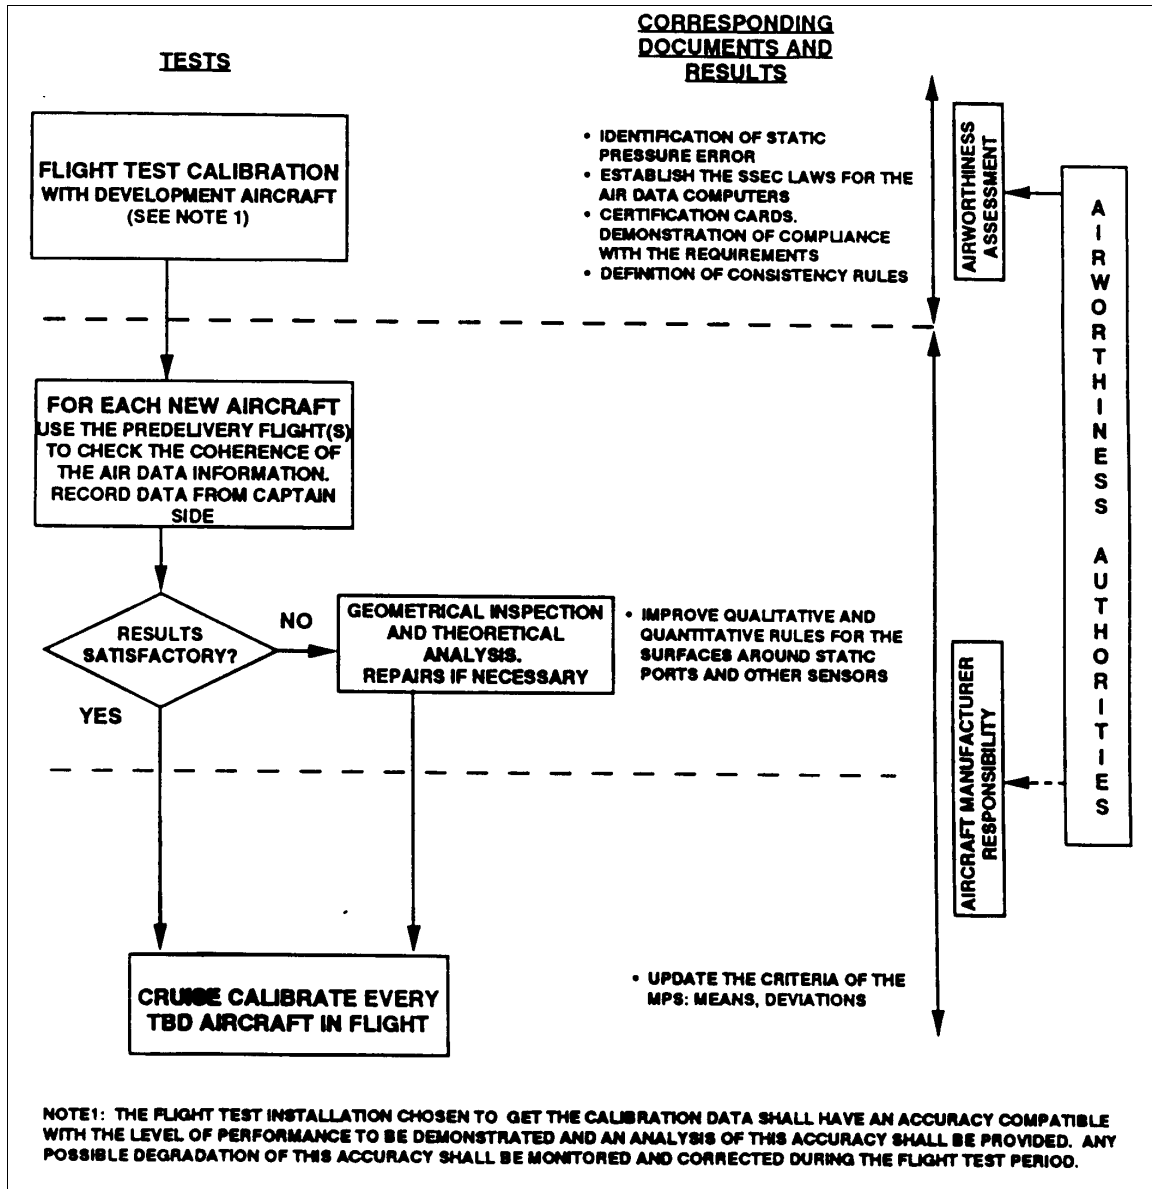 TESTS
CORRESPONDING
DOCUMENTS AND
RESULTS
FLIGHT TEST CALIBRATION
WITH DEVELOPMENT AIRCRAFT
(SEE NOTE 1)
• IDENTIFICATION OF STATIC
PRESSURE ERROR
• ESTABLISH THE SSEC LAWS FOR THE
AIR DATA COMPUTERS
• CERTIFICATION CARDS.
DEMONSTRATION OF COMPLIANCE
WITH THE REQUIREMENTS
• DEFINITION OF CONSISTENCY RULES
AIRWORTHINESS
ASSESSMENT
AIRWORTHINESS AUTHORITIES
FOR EACH NEW AIRCRAFT
USE THE PREDELIVERY FLIGHT(S)
TO CHECK THE COHERENCE OF
THE AIR DATA INFORMATION.
RECORD DATA FROM CAPTAIN
SIDE
RESULTS
SATISFACTORY?
NO
YES
GEOMETRICAL INSPECTION
AND THEORETICAL
ANALYSIS.
REPAIRS IF NECESSARY
• IMPROVE QUALITATIVE AND
QUANTITATIVE RULES FOR THE
SURFACES AROUND STATIC
PORTS AND OTHER SENSORS
AIRCRAFT MANUFACTURER
RESPONSIBILITY
CRUISE CALIBRATE EVERY
TBD AIRCRAFT IN FLIGHT
• UPDATE THE CRITERIA OF THE
MPS: MEANS, DEVIATIONS
NOTE1: THE FLIGHT TEST INSTALLATION CHOSEN TO GET THE CALIBRATION DATA SHALL HAVE AN ACCURACY COMPATIBLE
WITH THE LEVEL OF PERFORMANCE TO BE DEMONSTRATED AND AN ANALYSIS OF THIS ACCURACY SHALL BE PROVIDED. ANY
POSSIBLE DEGRADATION OF THIS ACCURACY SHALL BE MONITORED AND CORRECTED DURING THE FLIGHT TEST PERIOD.